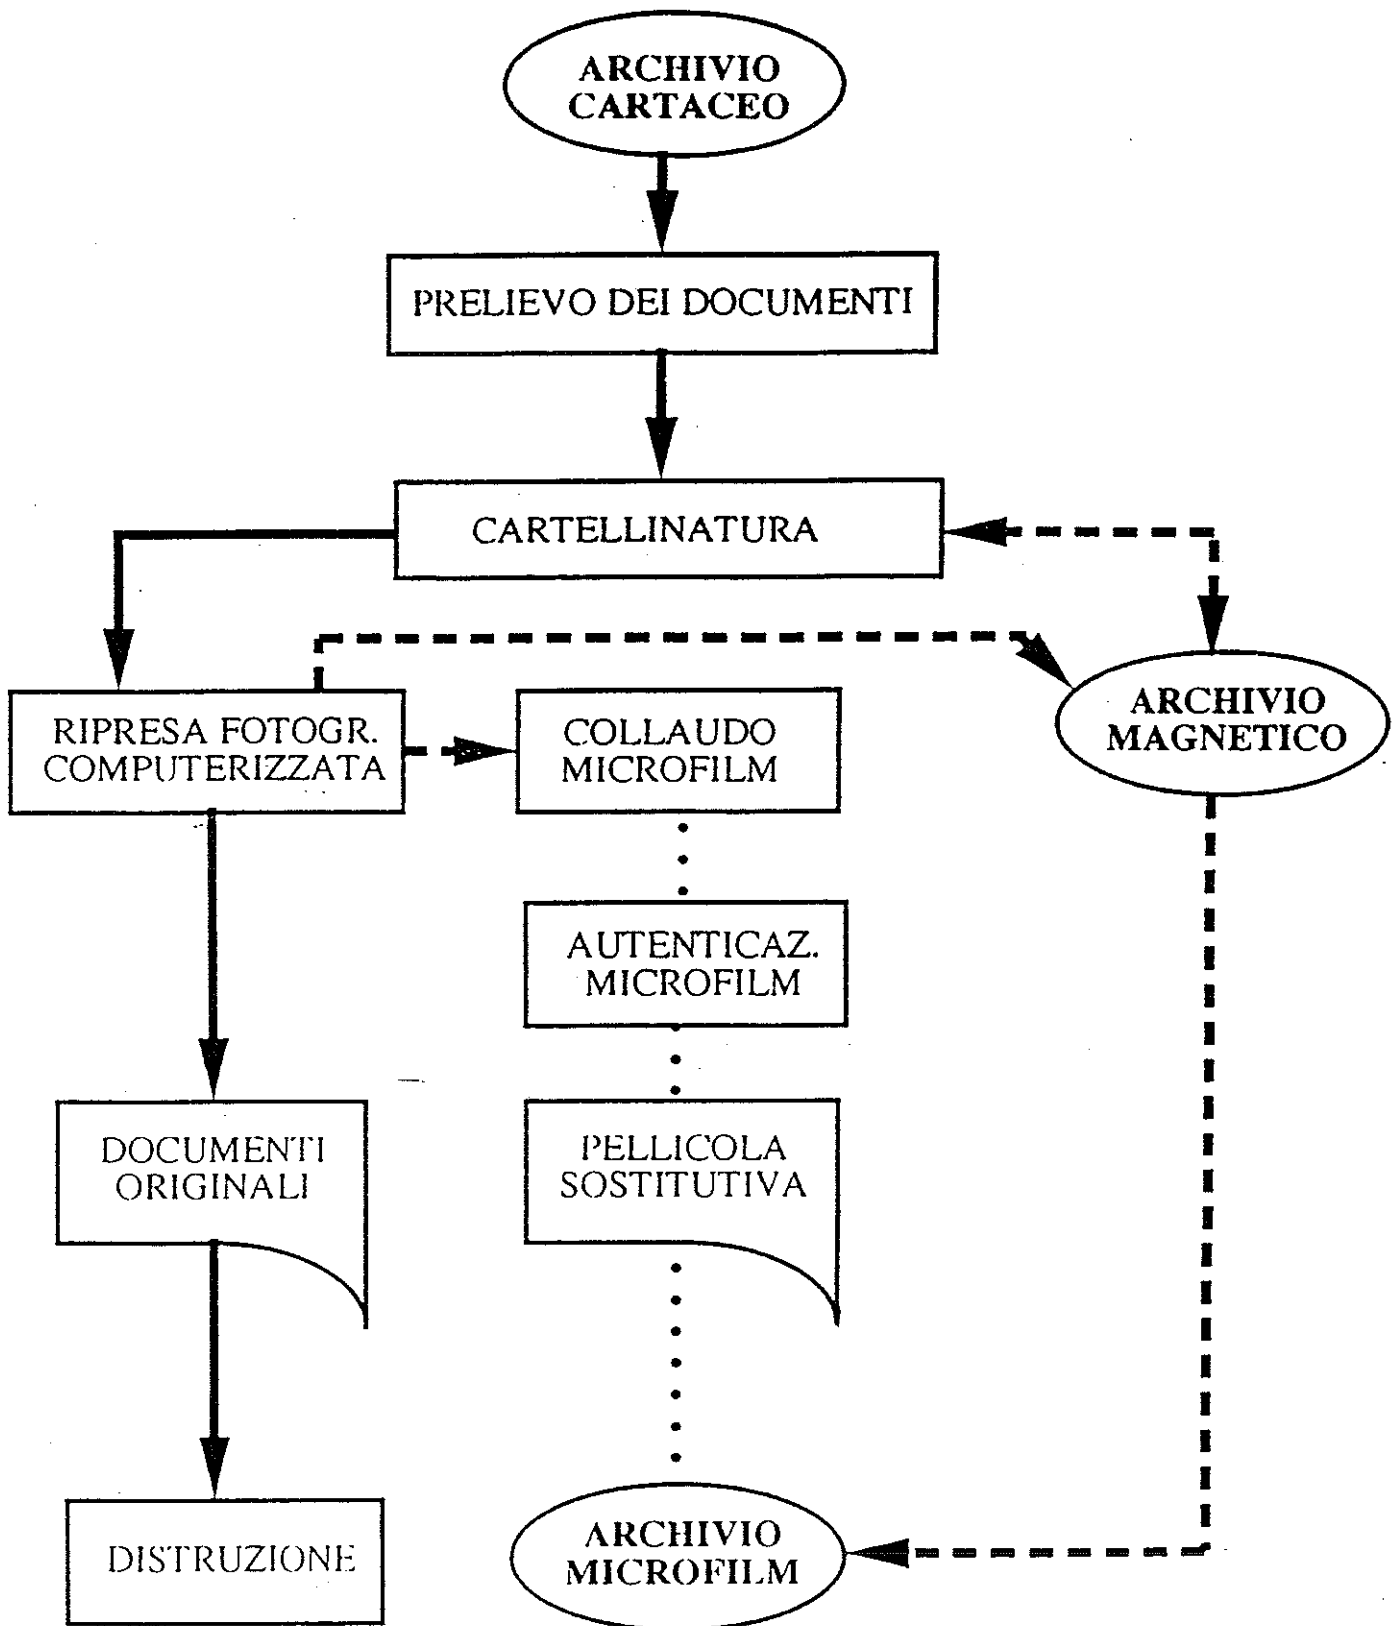 ARCHIVIO
CARTACEO
PRELIEVO DEI DOCUMENTI
CARTELLINATURA
RIPRESA FOTOGR.
COMPUTERIZZATA
COLLAUDO
MICROFILM
ARCHIVIO
MAGNETICO
AUTENTICAZ.
MICROFILM
DOCUMENTI
ORIGINALI
PELLICOLA
SOSTITUTIVA
DISTRUZIONE
ARCHIVIO
MICROFILM